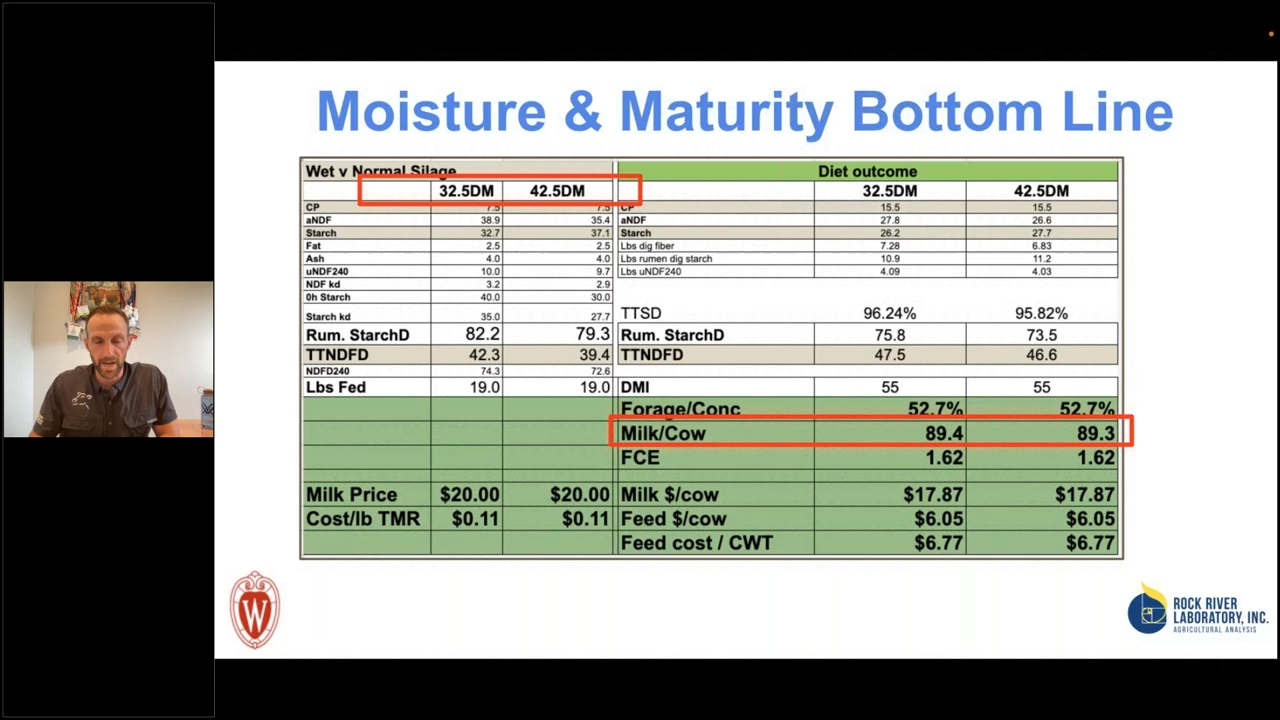 Moisture & Maturity Bottom Line
Wet v Normal Silage Diet outcome
32.5DM 42.5DM 32.5DM 42.5DM
CP 7.5 7.5 CP 15.5 15.5
aNDF 38.9 35.4 aNDF 27.8 26.6
Starch 32.7 37.1 Starch 26.2 27.7
Fat 2.5 2.5 Lbs dig fiber 7.28 6.83
Ash 4.0 4.0 Lbs rumen dig starch 10.9 11.2
uNDF240 10.0 9.7 Lbs uNDF240 4.09 4.03
NDF kd 3.2 2.9
0h Starch 40.0 30.0
Starch kd 35.0 27.7 TTSD 96.24% 95.82%
Rum. StarchD 82.2 79.3 Rum. StarchD 75.8 73.5
TTNDFD 42.3 39.4 TTNDFD 47.5 46.6
NDFD240 74.3 72.6
Lbs Fed 19.0 19.0 DMI 55 55
Forage/Conc 52.7% 52.7%
Milk/Cow 89.4 89.3
FCE 1.62 1.62
Milk Price $20.00 $20.00 Milk $/cow $17.87 $17.87
Cost/lb TMR $0.11 $0.11 Feed $/cow $6.05 $6.05
Feed cost / CWT $6.77 $6.77
W
ROCK RIVER
LABORATORY, INC.
AGRICULTURAL ANALYSIS